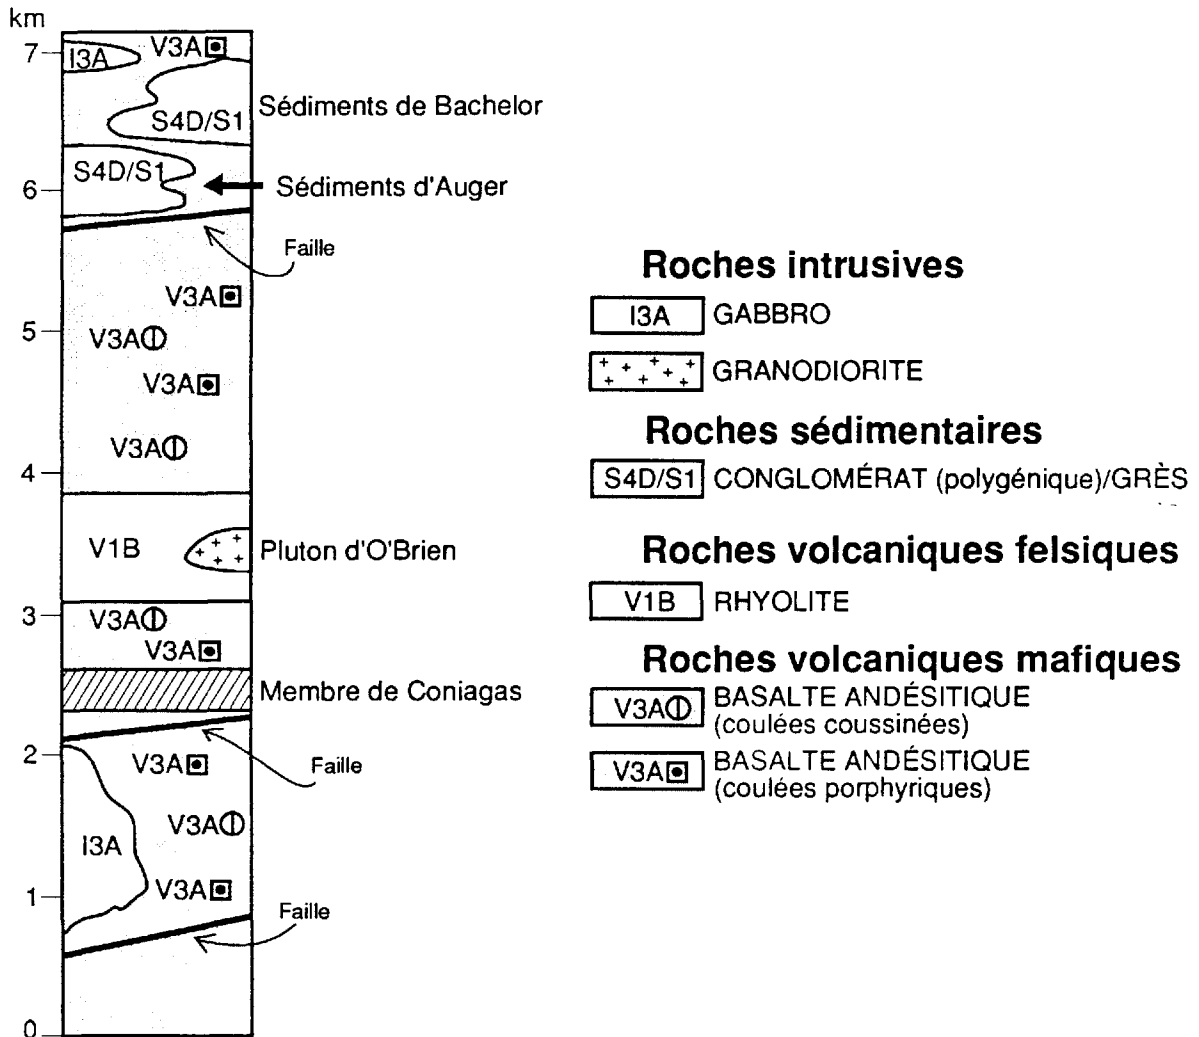 km
7
I3A
V3A
S4D/S1
Sédiments de Bachelor
S4D/S1
6
Sédiments d'Auger
Faille
V3A
5
V3A
V3A
V3A
4
V1B
Pluton d'O'Brien
3
V3A
V3A
Membre de Coniagas
2
V3A
Faille
V3A
I3A
V3A
1
Faille
0
Roches intrusives
I3A GABBRO
GRANODIORITE
Roches sédimentaires
S4D/S1 CONGLOMÉRAT (polygénique)/GRÈS
Roches volcaniques felsiques
V1B RHYOLITE
Roches volcaniques mafiques
V3A BASALTE ANDÉSITIQUE
(coulées coussinées)
V3A BASALTE ANDÉSITIQUE
(coulées porphyriques)